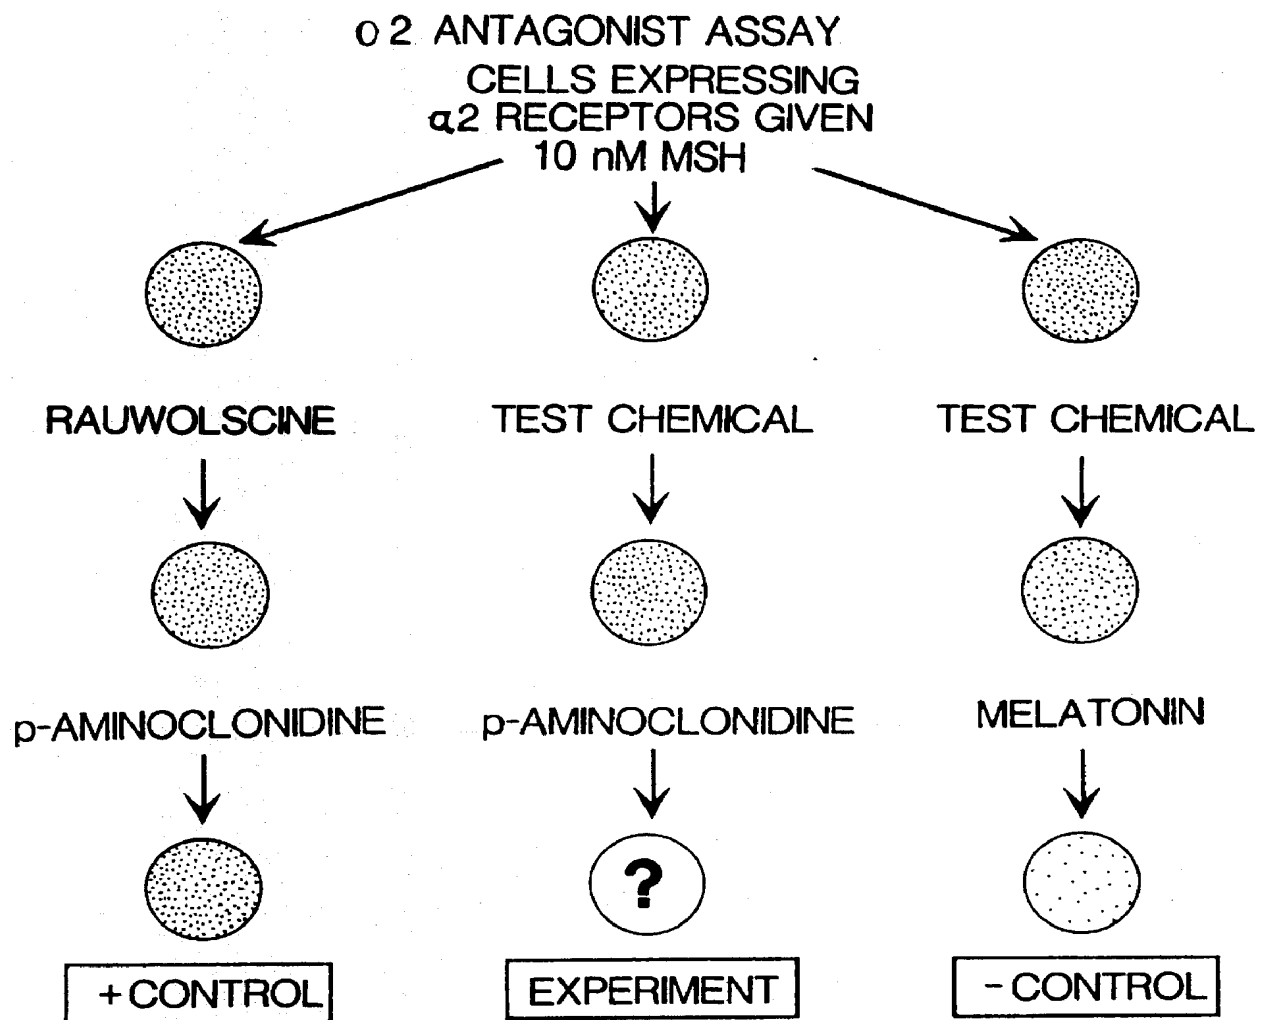 α2 ANTAGONIST ASSAY
CELLS EXPRESSING
α2 RECEPTORS GIVEN
10 nM MSH
RAUWOLSCINE
TEST CHEMICAL
TEST CHEMICAL
p-AMINOCLONIDINE
p-AMINOCLONIDINE
MELATONIN
?
+CONTROL
EXPERIMENT
-CONTROL